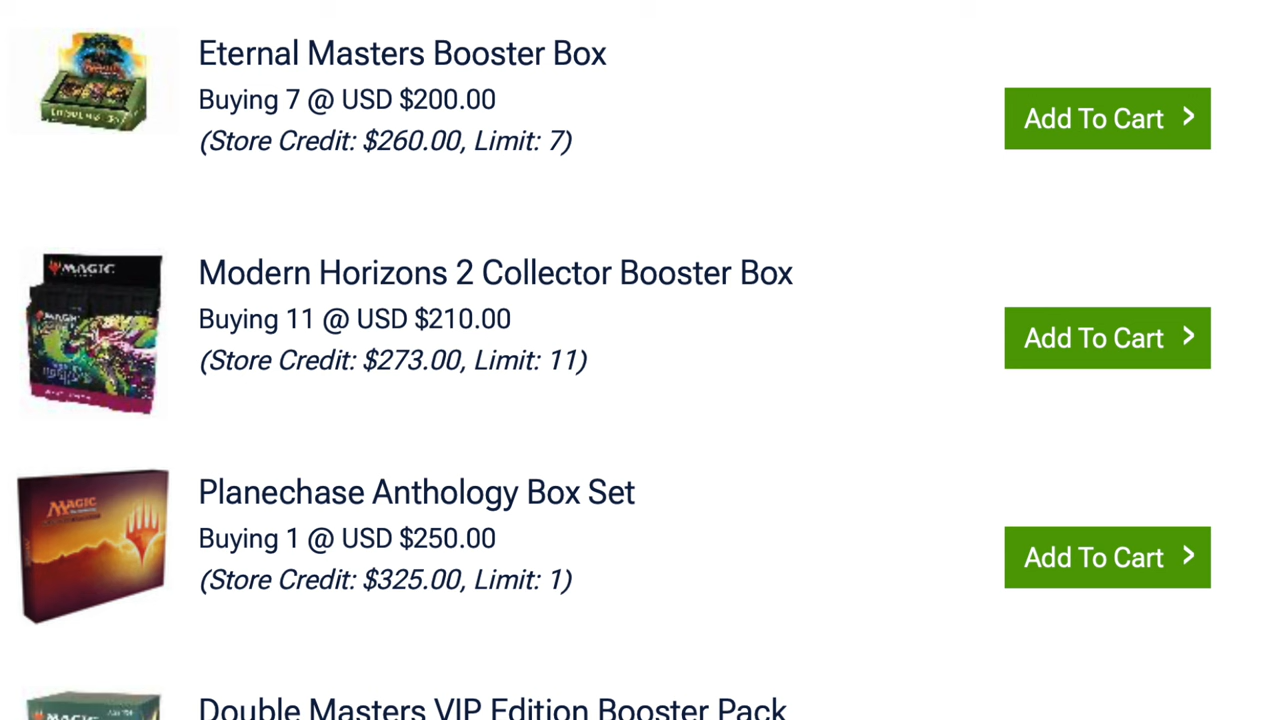 Eternal Masters Booster Box
Buying 7 @ USD $200.00
(Store Credit: $260.00, Limit: 7)
Add To Cart
Modern Horizons 2 Collector Booster Box
Buying 11 @ USD $210.00
(Store Credit: $273.00, Limit: 11)
Add To Cart
MAGIC
Planechase Anthology Box Set
Buying 1 @ USD $250.00
(Store Credit: $325.00, Limit: 1)
Add To Cart
MAGIC
Double Masters VIP Edition Booster Pack
MAGIC